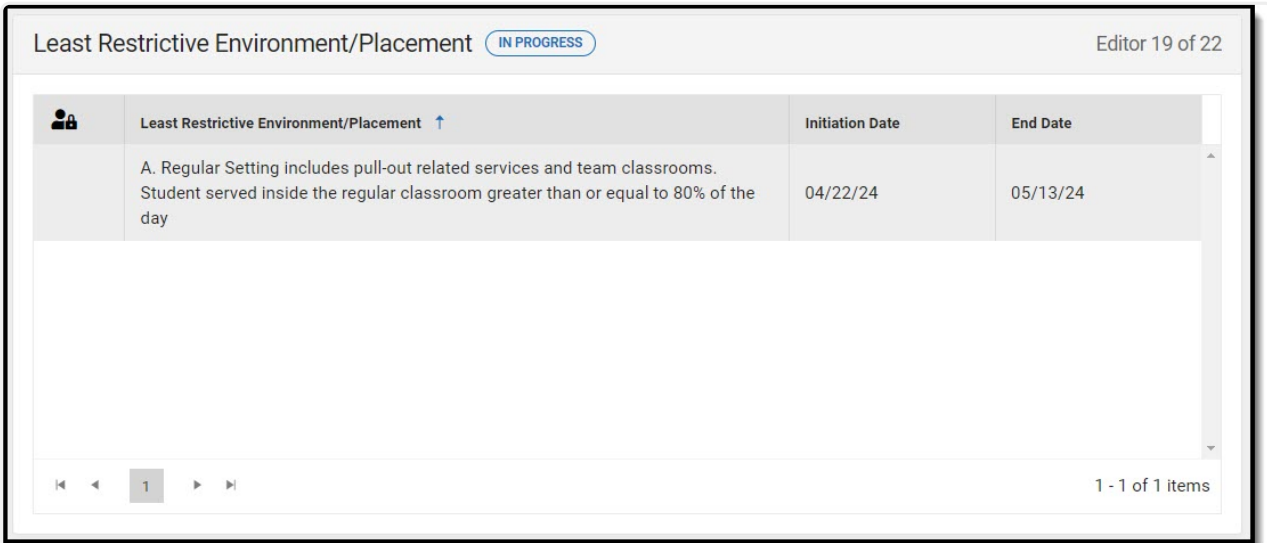 Least Restrictive Environment/Placement IN PROGRESS Editor 19 of 22
Least Restrictive Environment/Placement ↑ Initiation Date End Date
A. Regular Setting includes pull-out related services and team classrooms.
Student served inside the regular classroom greater than or equal to 80% of the 04/22/24 05/13/24
day
1 1 - 1 of 1 items